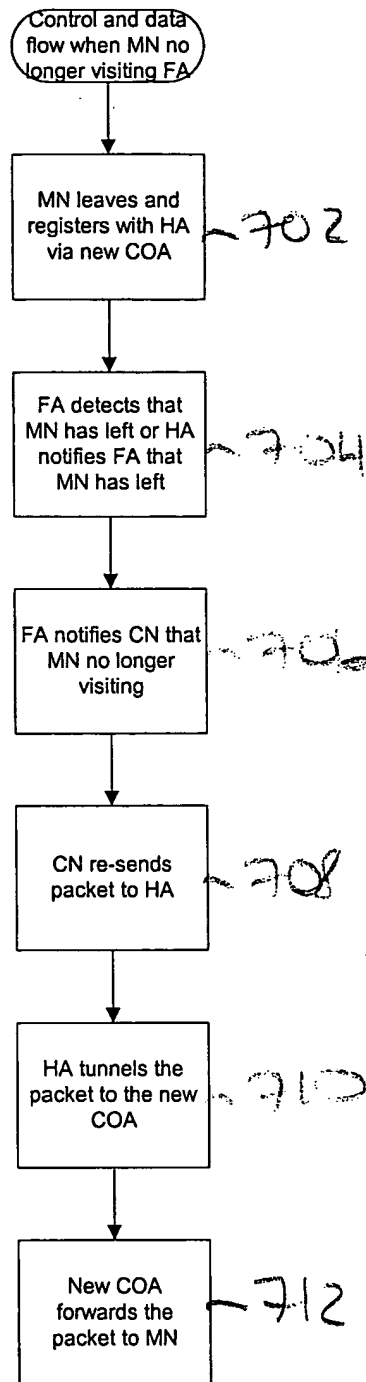 Control and data
flow when MN no
longer visiting FA
MN leaves and
registers with HA
via new COA
702
FA detects that
MN has left or HA
notifies FA that
MN has left
704
FA notifies CN that
MN no longer
visiting
706
CN re-sends
packet to HA
708
HA tunnels the
packet to the new
COA
710
New COA
forwards the
packet to MN
712